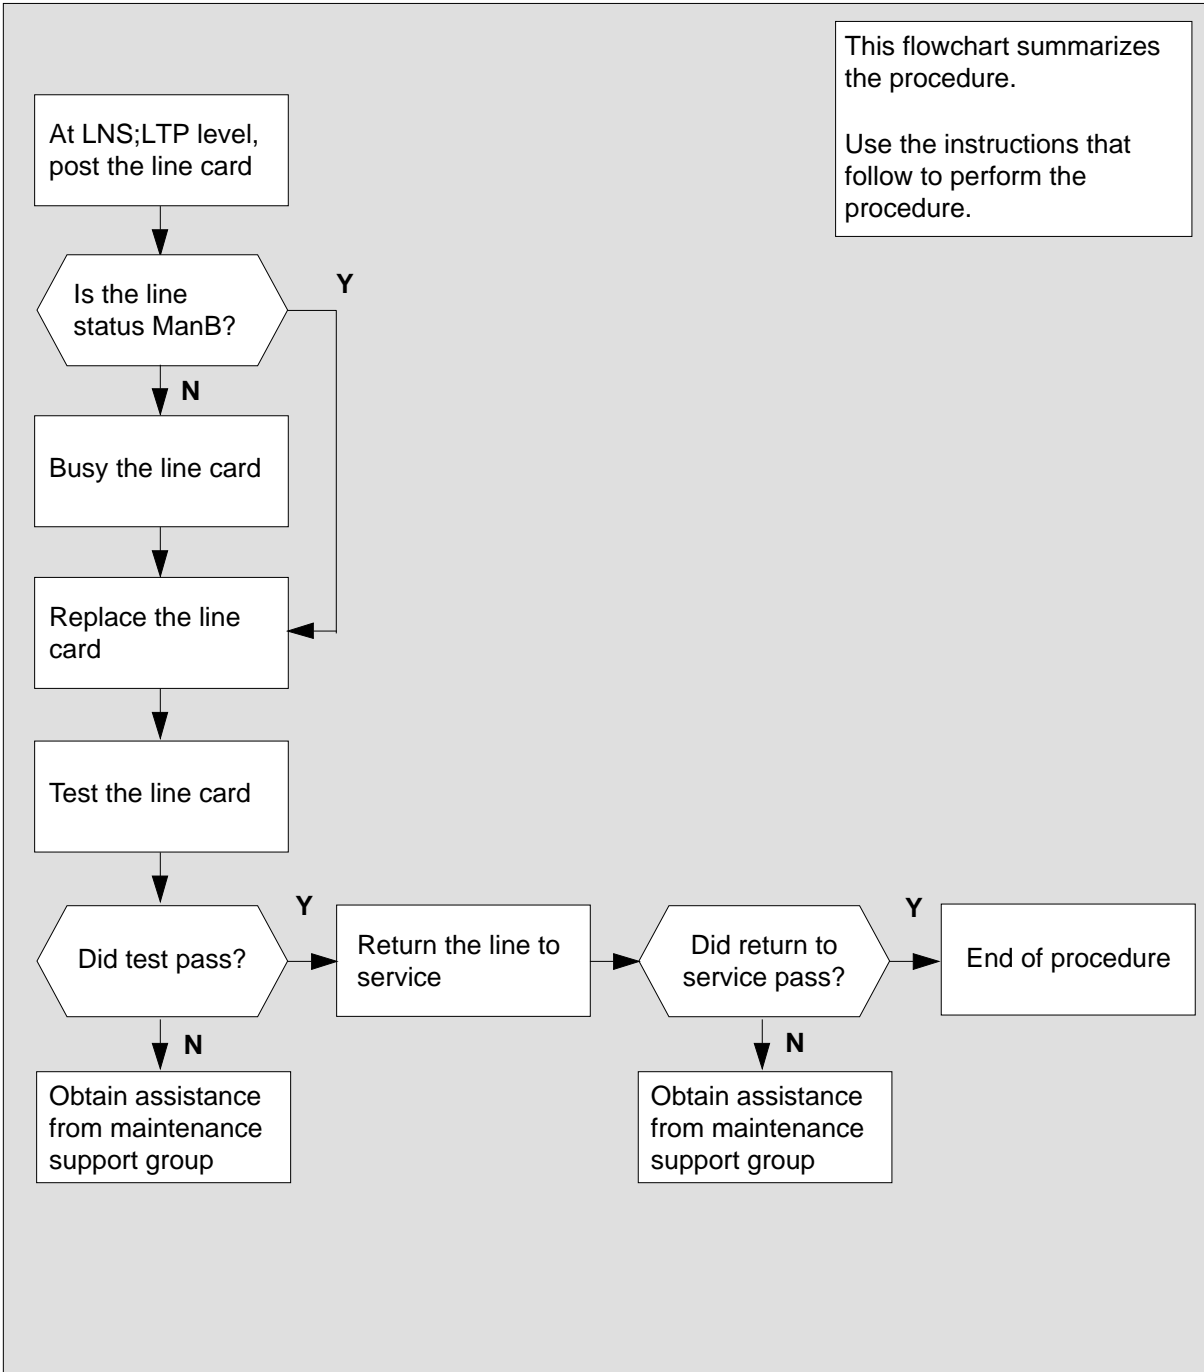 This flowchart summarizes
the procedure.
Use the instructions that
follow to perform the
procedure.
At LNS;LTP level,
post the line card
Is the line
status ManB?
Y
N
Busy the line card
Replace the line
card
Test the line card
Did test pass?
Y
Return the line to
service
Did return to
service pass?
Y
End of procedure
N
Obtain assistance
from maintenance
support group
N
Obtain assistance
from maintenance
support group